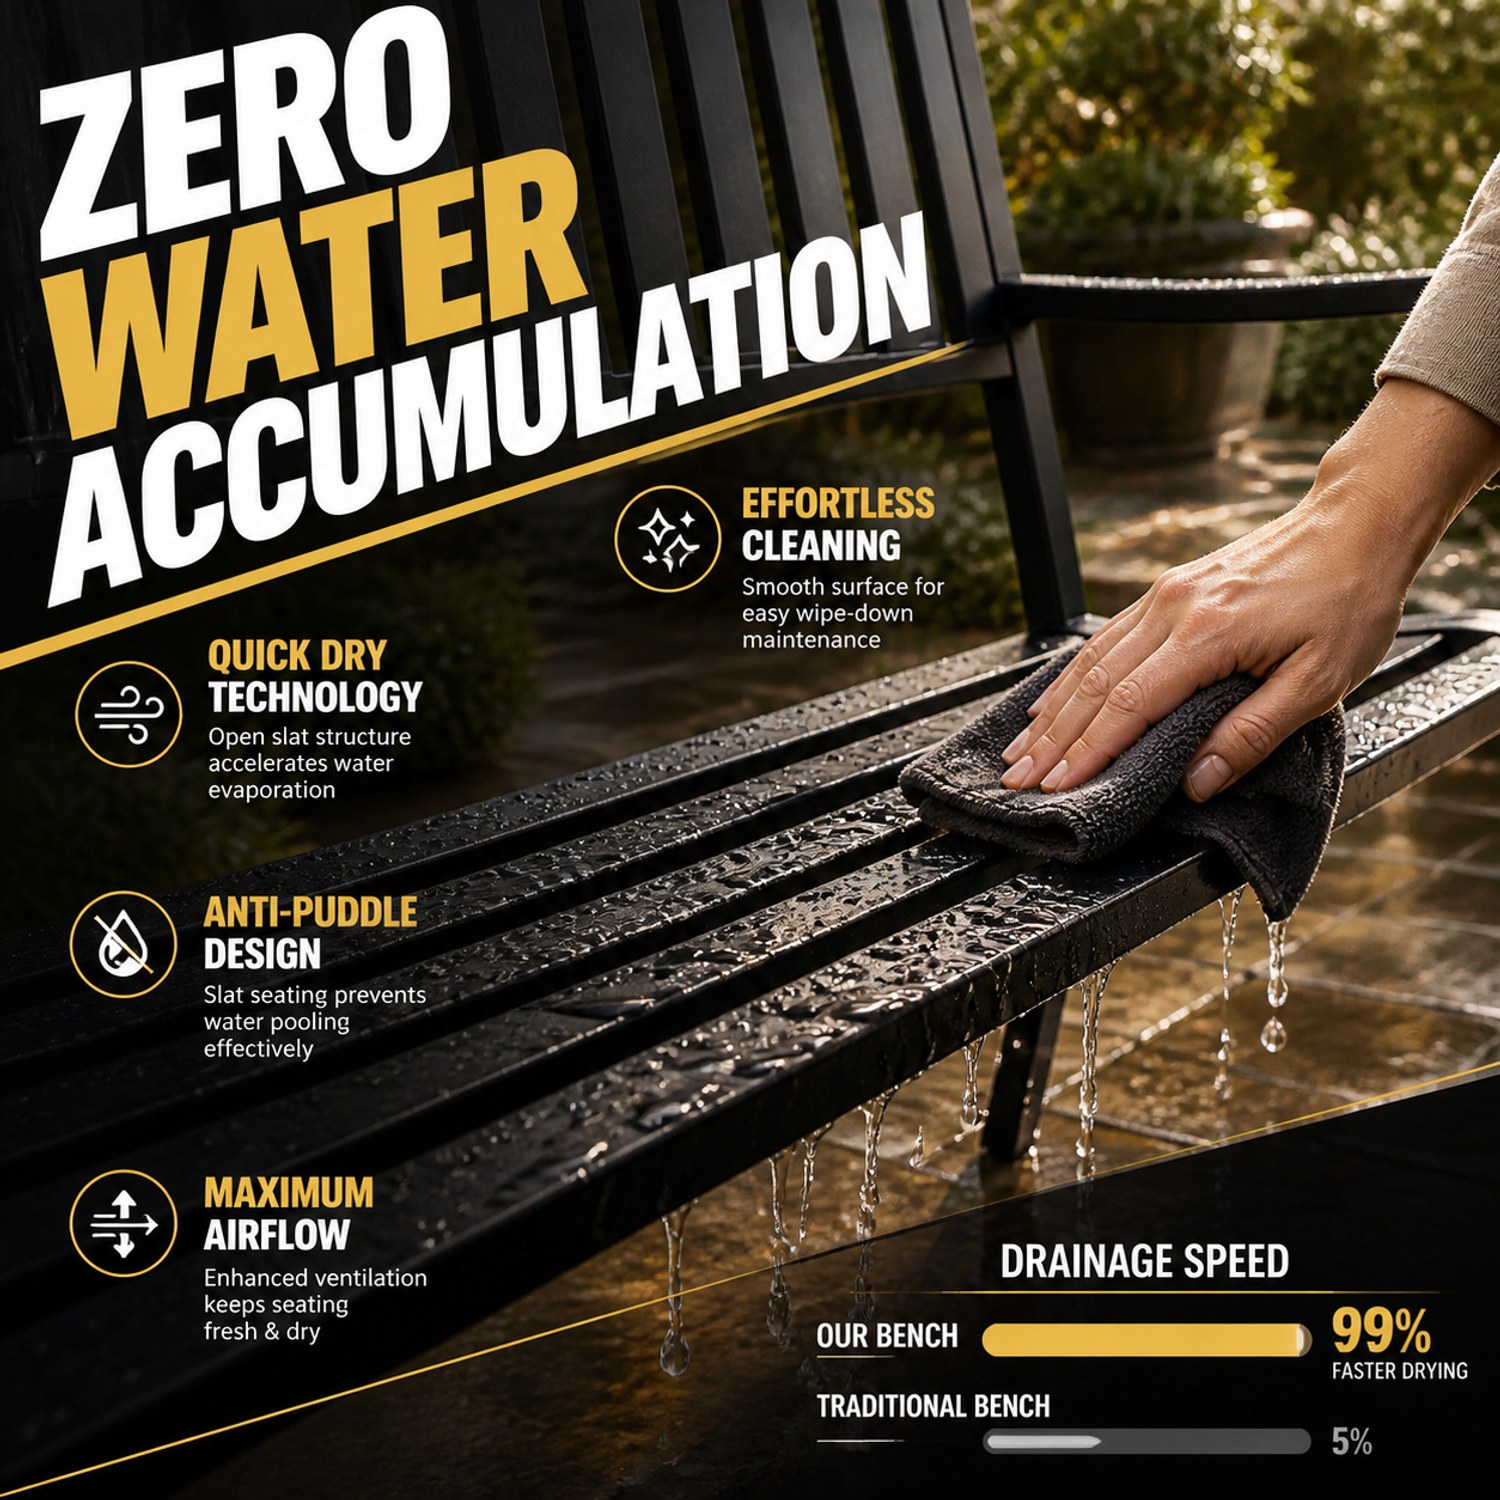 ZERO
WATER
ACCUMULATION
EFFORTLESS
CLEANING
Smooth surface for
easy wipe-down
maintenance
QUICK DRY
TECHNOLOGY
Open slat structure
accelerates water
evaporation
ANTI-PUDDLE
DESIGN
Slat seating prevents
water pooling
effectively
MAXIMUM
AIRFLOW
Enhanced ventilation
keeps seating
fresh & dry
DRAINAGE SPEED
OUR BENCH
99%
FASTER DRYING
TRADITIONAL BENCH
5%